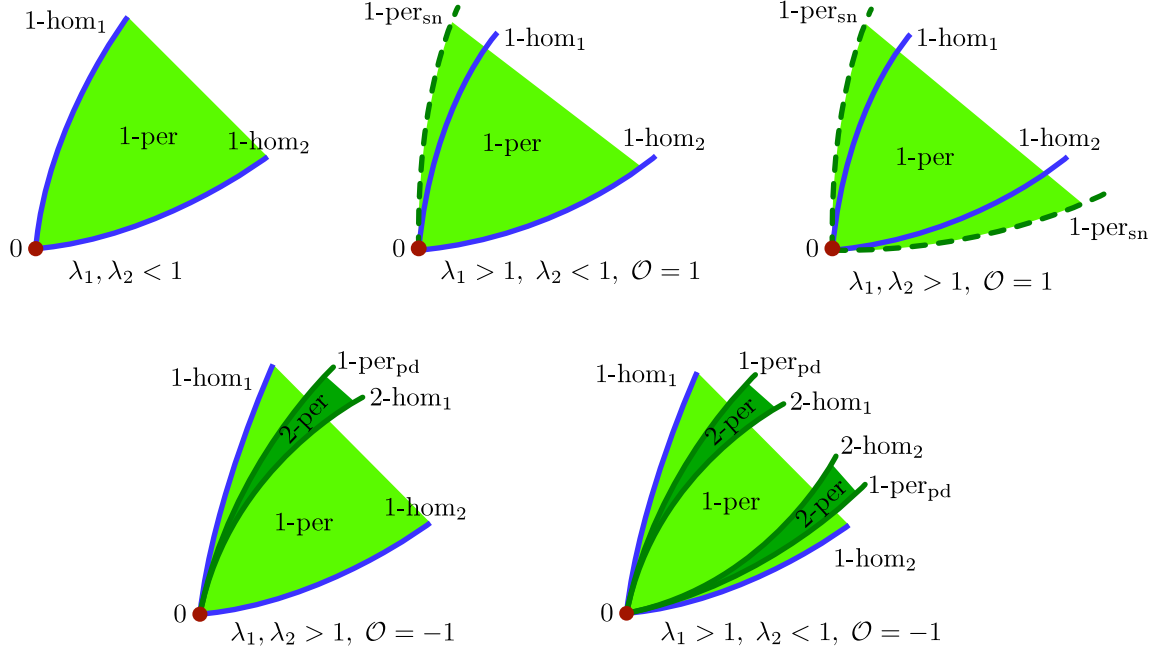 1-hom₁
1-per
1-hom₂
0
λ₁, λ₂ < 1
1-perₛₙ
1-hom₁
1-per
1-hom₂
0
λ₁ > 1, λ₂ < 1, 𝒪 = 1
1-perₛₙ
1-hom₁
1-hom₂
1-per
1-perₛₙ
0
λ₁, λ₂ > 1, 𝒪 = 1
1-hom₁
1-per_pd
2-hom₁
2-per
1-per
1-hom₂
0
λ₁, λ₂ > 1, 𝒪 = −1
1-hom₁
1-per_pd
2-hom₁
2-per
2-hom₂
1-per_pd
2-per
1-per
1-hom₂
0
λ₁ > 1, λ₂ < 1, 𝒪 = −1